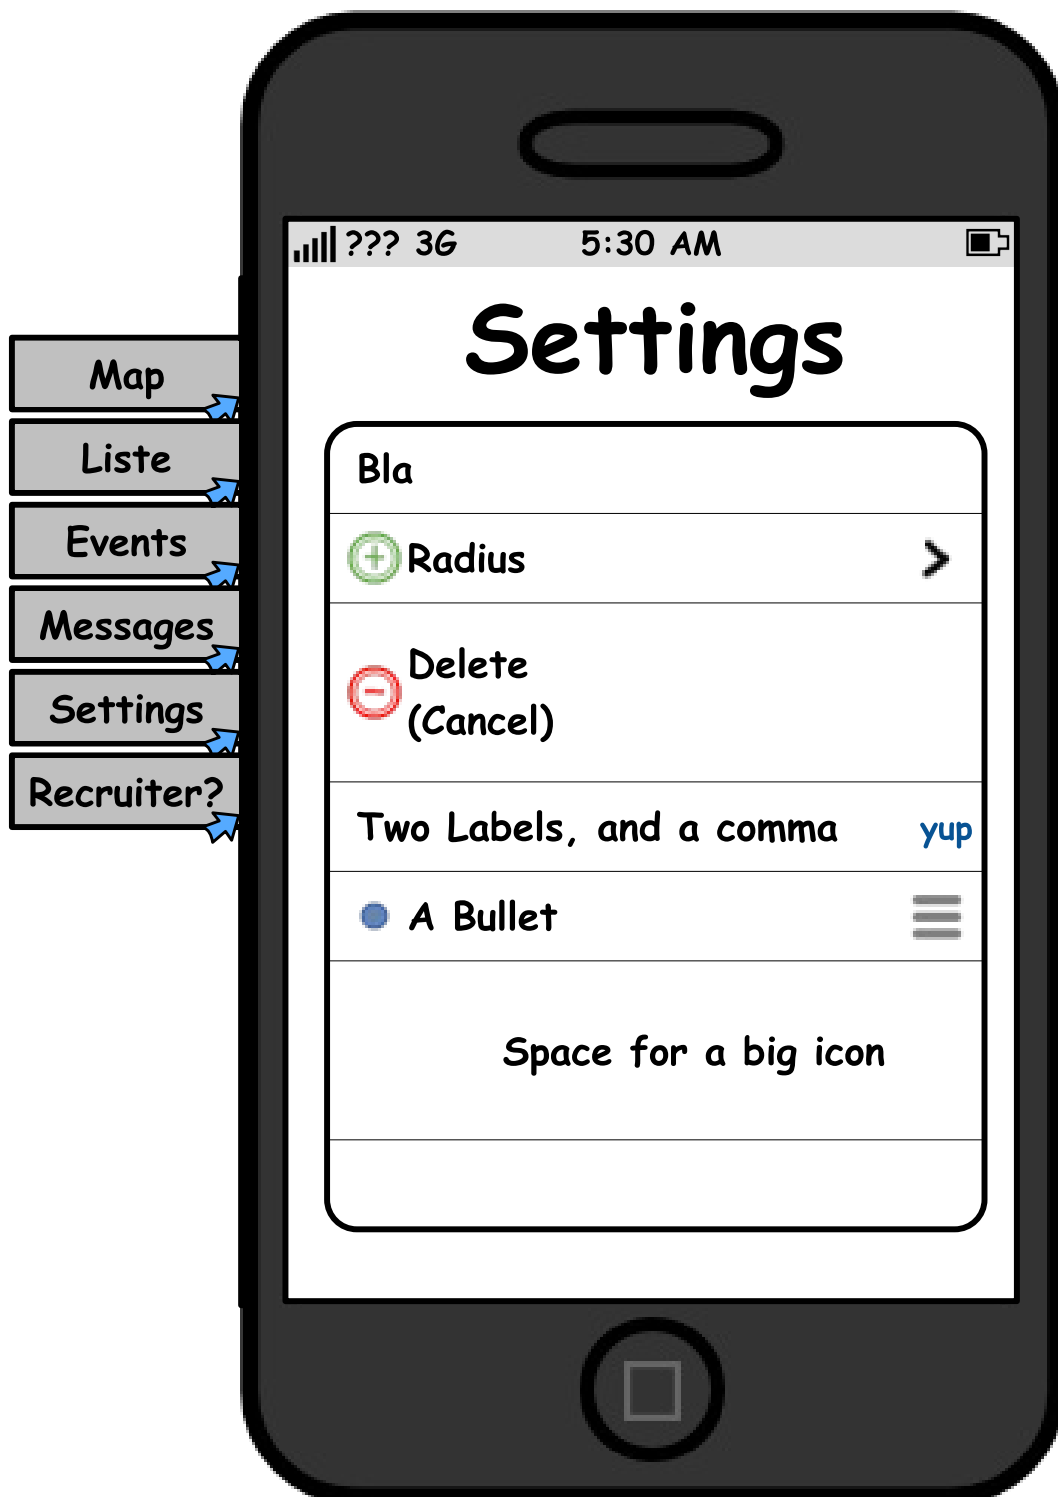 ??? 3G 5:30 AM
Settings
Map
Liste
Events
Messages
Settings
Recruiter?
Bla
Radius
Delete
(Cancel)
Two Labels, and a comma yup
A Bullet
Space for a big icon